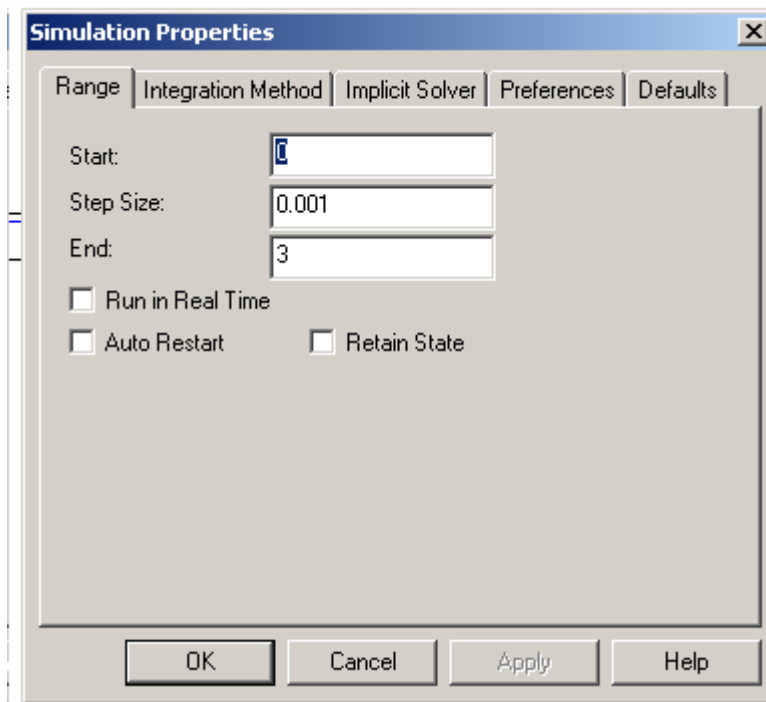 Simulation Properties
Range Integration Method Implicit Solver Preferences Defaults
Start: 0
Step Size: 0.001
End: 3
Run in Real Time
Auto Restart Retain State
OK Cancel Apply Help